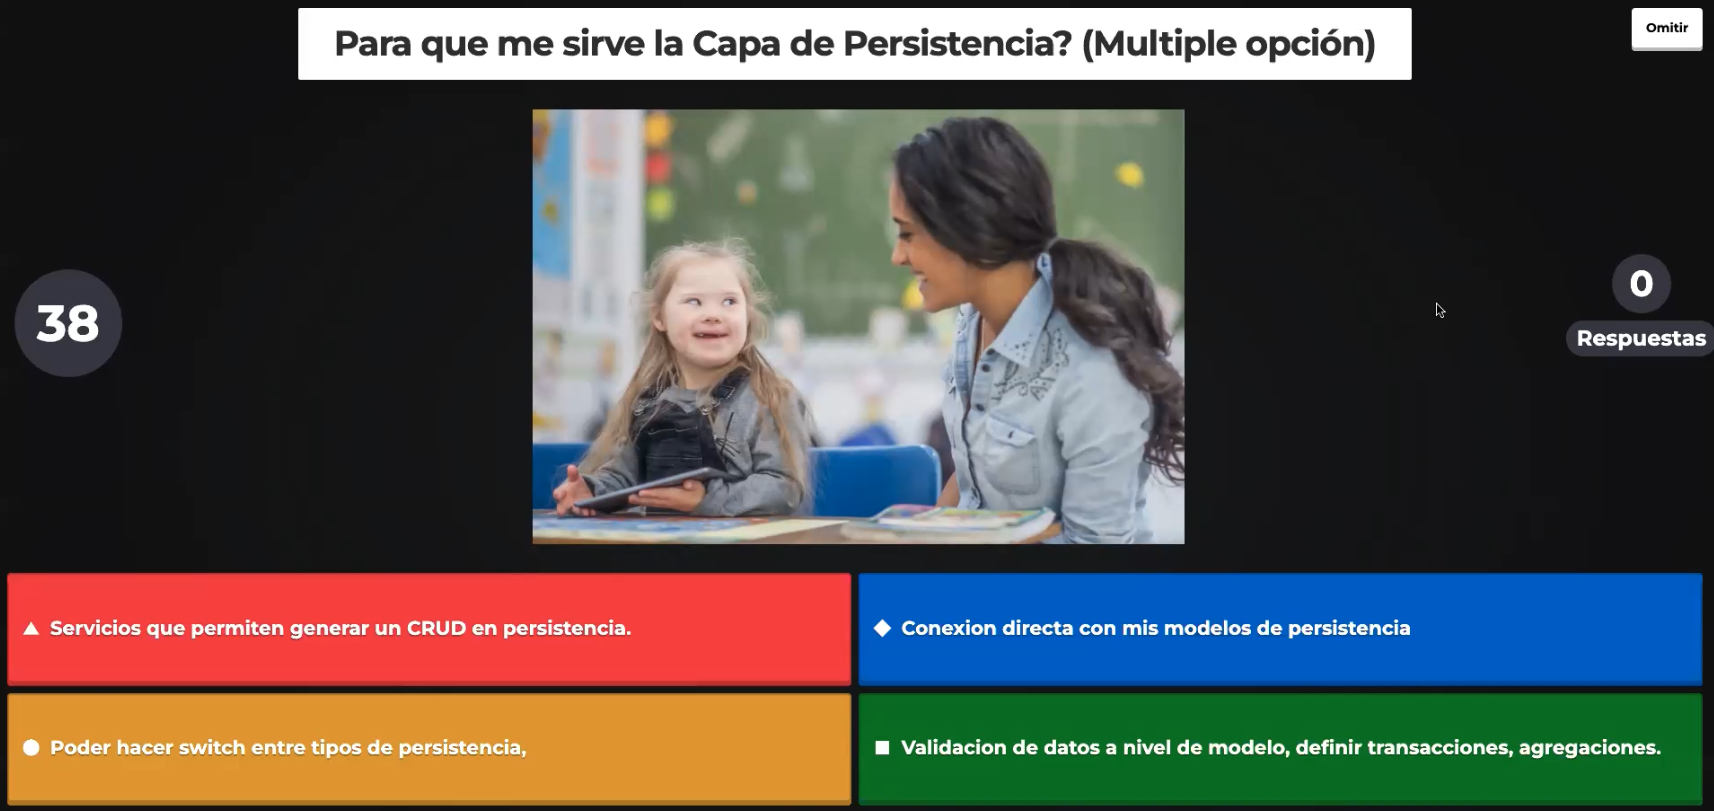 Para que me sirve la Capa de Persistencia? (Multiple opción)
Omitir
38
0
Respuestas
Servicios que permiten generar un CRUD en persistencia.
Conexion directa con mis modelos de persistencia
Poder hacer switch entre tipos de persistencia,
Validacion de datos a nivel de modelo, definir transacciones, agregaciones.